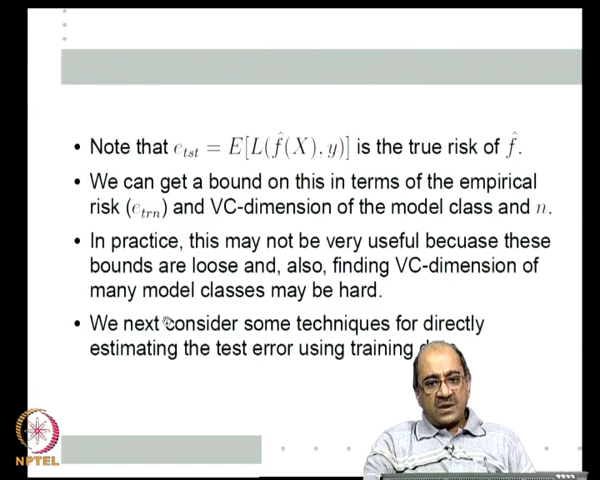 • Note that e_tst = E[L(f̂(X), y)] is the true risk of f̂.
• We can get a bound on this in terms of the empirical
risk (e_trn) and VC-dimension of the model class and n.
• In practice, this may not be very useful becuase these
bounds are loose and, also, finding VC-dimension of
many model classes may be hard.
• We next consider some techniques for directly
estimating the test error using training
NPTEL